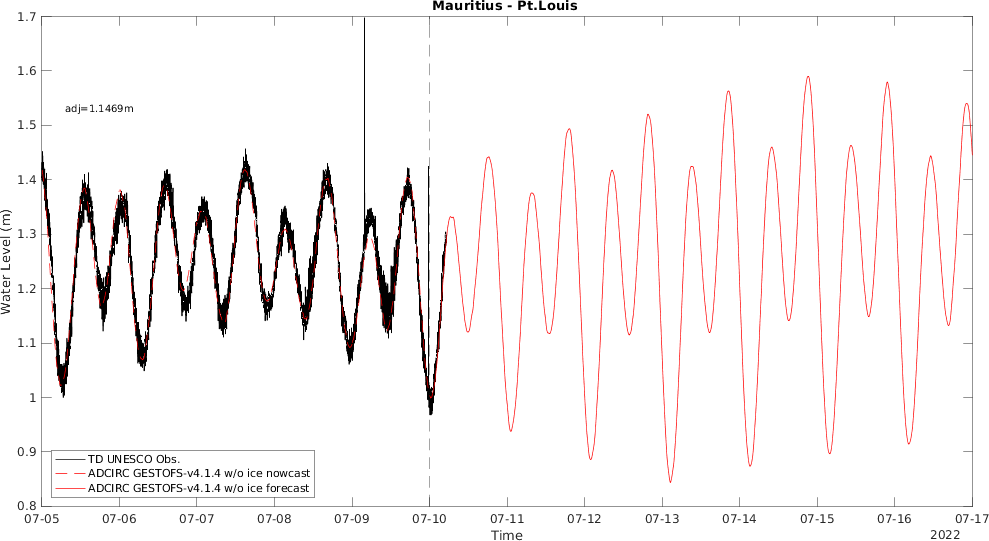 Mauritius - Pt.Louis
1.7
1.6
1.5
1.4
1.3
1.2
1.1
1
0.9
0.8
Water Level (m)
adj=1.1469m
TD UNESCO Obs.
ADCIRC GESTOFS-v4.1.4 w/o ice nowcast
ADCIRC GESTOFS-v4.1.4 w/o ice forecast
07-05 07-06 07-07 07-08 07-09 07-10 07-11 07-12 07-13 07-14 07-15 07-16 07-17
Time
2022